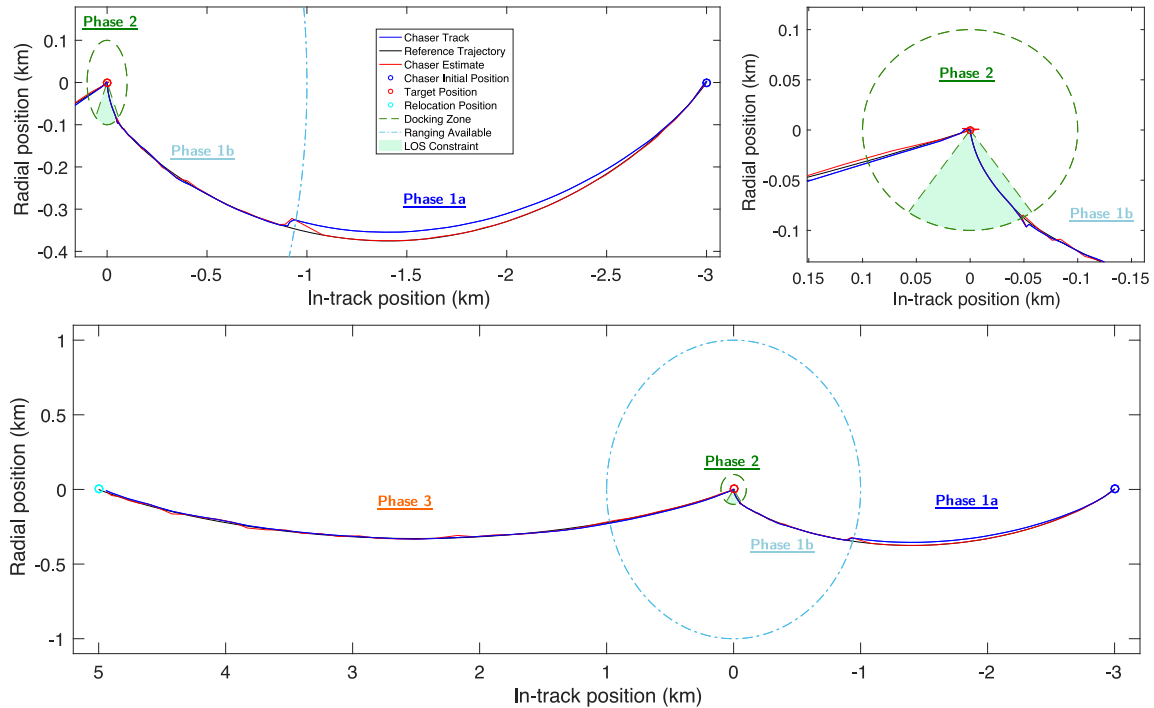 Phase 2
0.1
0
-0.1
-0.2
-0.3
-0.4
Radial position (km)
Phase 1b
Phase 1a
Chaser Track
Reference Trajectory
Chaser Estimate
Chaser Initial Position
Target Position
Relocation Position
Docking Zone
Ranging Available
LOS Constraint
0 -0.5 -1 -1.5 -2 -2.5 -3
In-track position (km)
0.1
0.05
0
-0.05
-0.1
Radial position (km)
Phase 2
Phase 1b
0.15 0.1 0.05 0 -0.05 -0.1 -0.15
In-track position (km)
1
0.5
0
-0.5
-1
Radial position (km)
Phase 3
Phase 2
Phase 1b
Phase 1a
5 4 3 2 1 0 -1 -2 -3
In-track position (km)